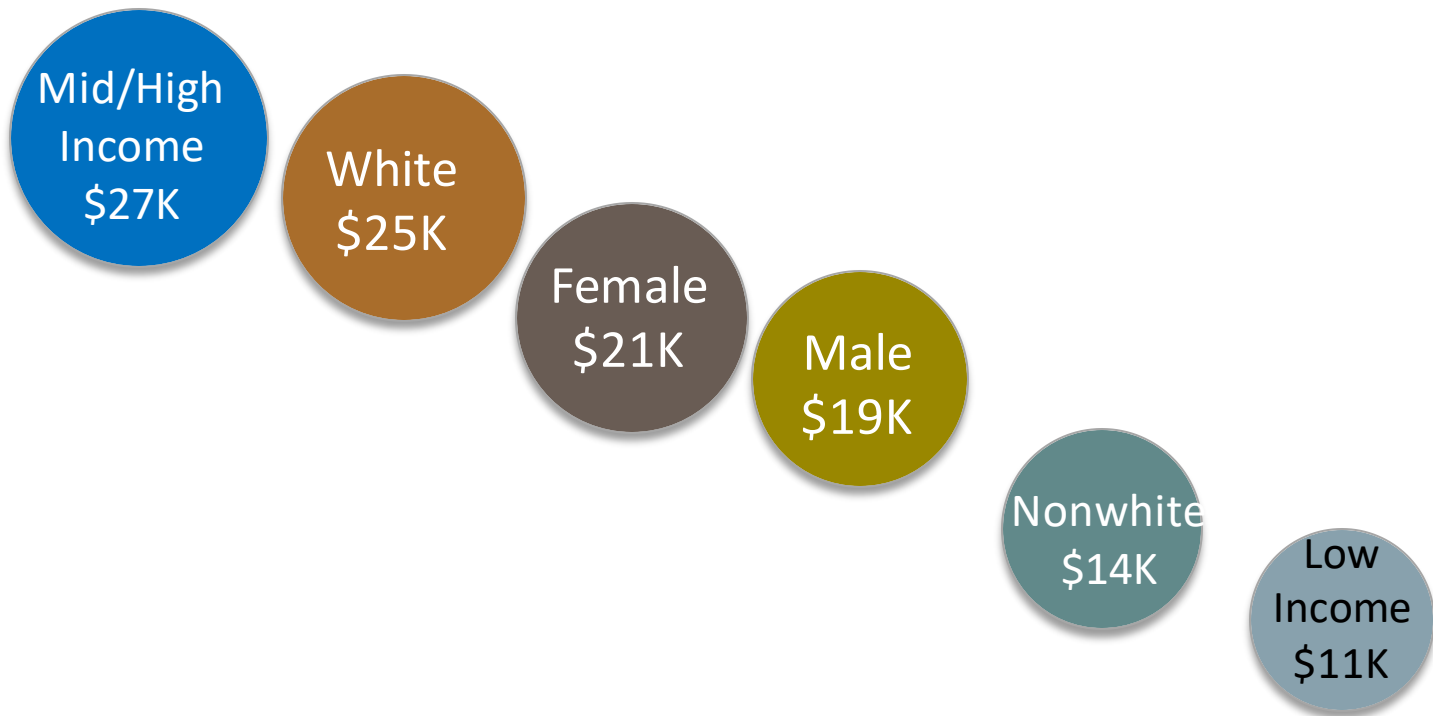 Mid/High
Income
$27K
White
$25K
Female
$21K
Male
$19K
Nonwhite
$14K
Low
Income
$11K